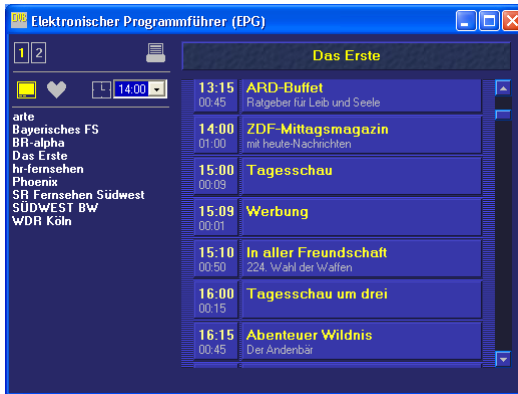 DVB Elektronischer Programmführer (EPG)
1 2
14:00
arte
Bayerisches FS
BR-alpha
Das Erste
hr-fernsehen
Phoenix
SR Fernsehen Südwest
SÜDWEST BW
WDR Köln
Das Erste
13:15 ARD-Buffet
00:45 Ratgeber für Leib und Seele
14:00 ZDF-Mittagsmagazin
01:00 mit heute-Nachrichten
15:00 Tagesschau
00:09
15:09 Werbung
00:01
15:10 In aller Freundschaft
00:50 224. Wahl der Waffen
16:00 Tagesschau um drei
00:15
16:15 Abenteuer Wildnis
00:45 Der Andenbär